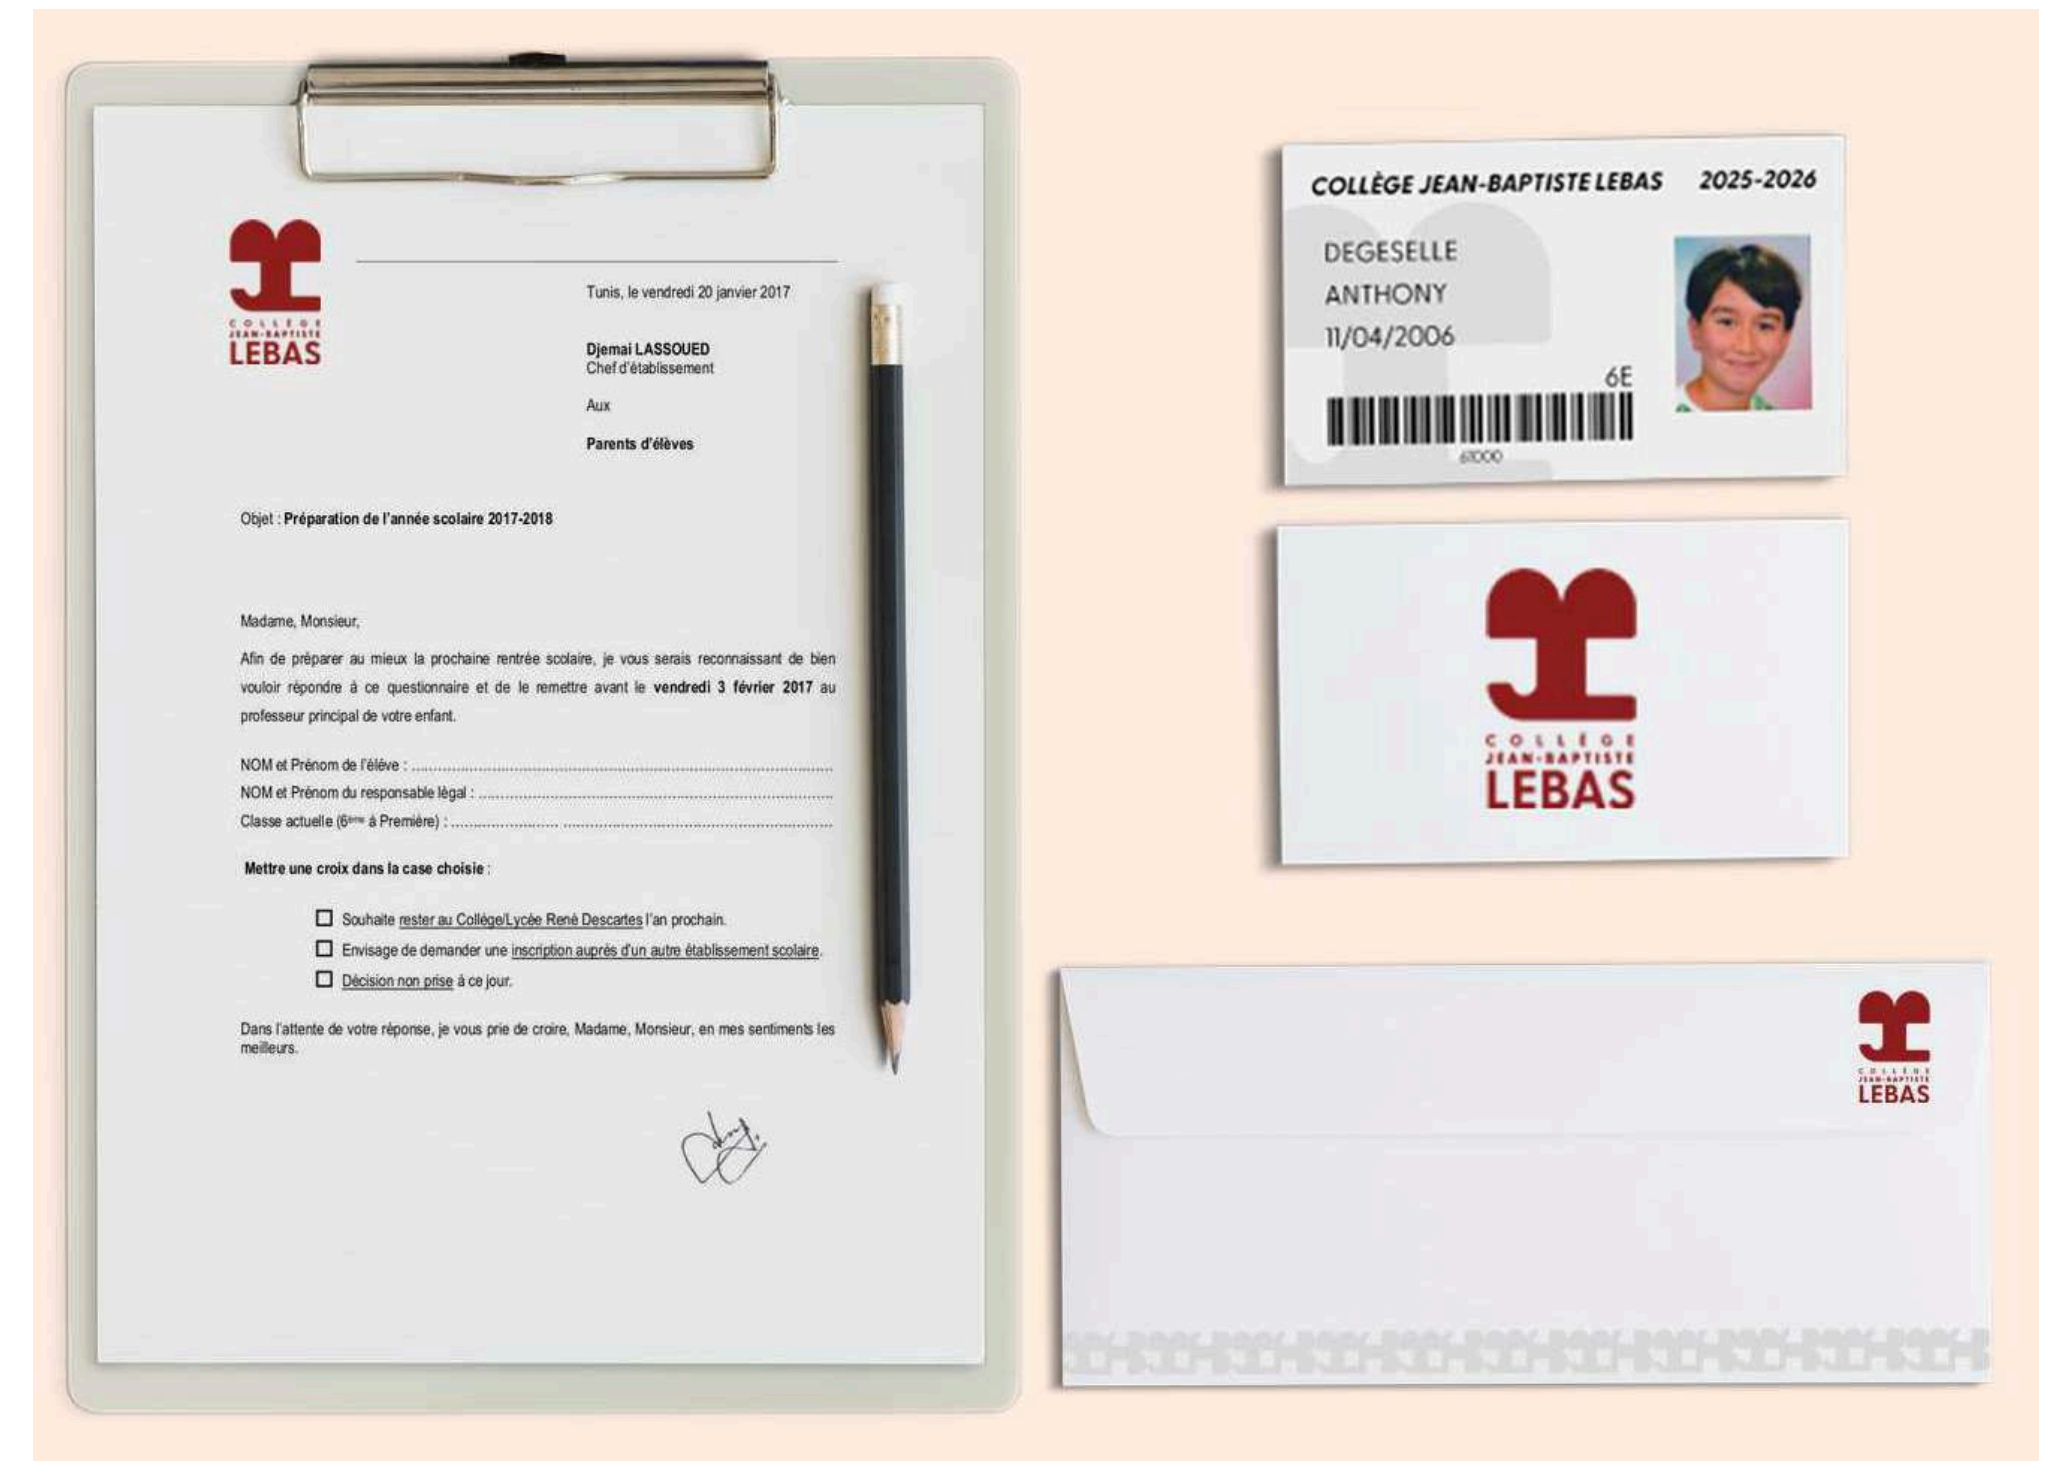 COLLÈGE
JEAN-BAPTISTE
LEBAS
Tunis, le vendredi 20 janvier 2017
Djemai LASSOUED
Chef d'établissement
Aux
Parents d'élèves
Objet : Préparation de l'année scolaire 2017-2018
Madame, Monsieur,
Afin de préparer au mieux la prochaine rentrée scolaire, je vous serais reconnaissant de bien
vouloir répondre à ce questionnaire et de le remettre avant le vendredi 3 février 2017 au
professeur principal de votre enfant.
NOM et Prénom de l'élève :
NOM et Prénom du responsable légal :
Classe actuelle (6ème à Première) :
Mettre une croix dans la case choisie :
Souhaite rester au Collège/Lycée René Descartes l'an prochain.
Envisage de demander une inscription auprés d'un autre établissement scolaire.
Décision non prise à ce jour.
Dans l'attente de votre réponse, je vous prie de croire, Madame, Monsieur, en mes sentiments les
meilleurs.
COLLÈGE JEAN-BAPTISTE LEBAS 2025-2026
DEGESELLE
ANTHONY
11/04/2006
6E
COLLÈGE
JEAN-BAPTISTE
LEBAS
COLLÈGE
JEAN-BAPTISTE
LEBAS